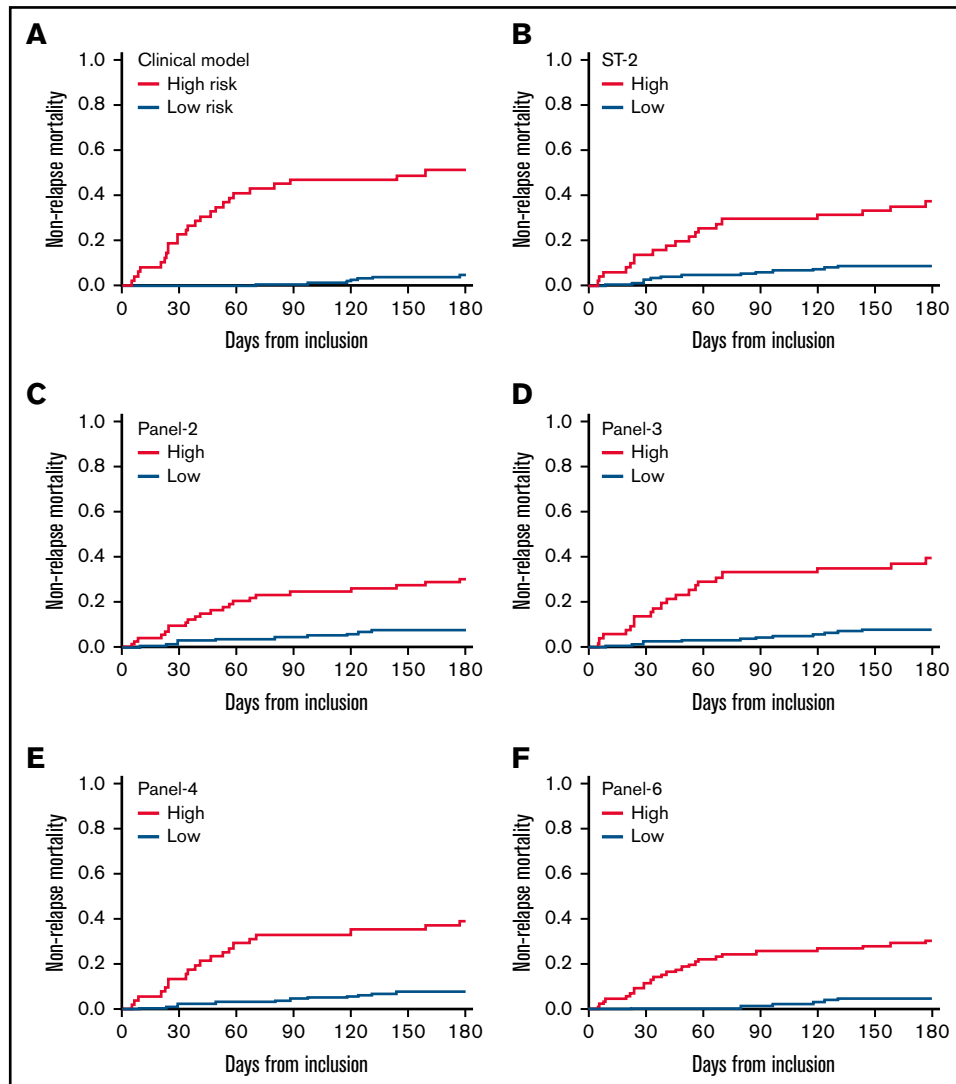 A
Clinical model
High risk
Low risk
Non-relapse mortality
1.0
0.8
0.6
0.4
0.2
0.0
0 30 60 90 120 150 180
Days from inclusion
B
ST-2
High
Low
Non-relapse mortality
1.0
0.8
0.6
0.4
0.2
0.0
0 30 60 90 120 150 180
Days from inclusion
C
Panel-2
High
Low
Non-relapse mortality
1.0
0.8
0.6
0.4
0.2
0.0
0 30 60 90 120 150 180
Days from inclusion
D
Panel-3
High
Low
Non-relapse mortality
1.0
0.8
0.6
0.4
0.2
0.0
0 30 60 90 120 150 180
Days from inclusion
E
Panel-4
High
Low
Non-relapse mortality
1.0
0.8
0.6
0.4
0.2
0.0
0 30 60 90 120 150 180
Days from inclusion
F
Panel-6
High
Low
Non-relapse mortality
1.0
0.8
0.6
0.4
0.2
0.0
0 30 60 90 120 150 180
Days from inclusion